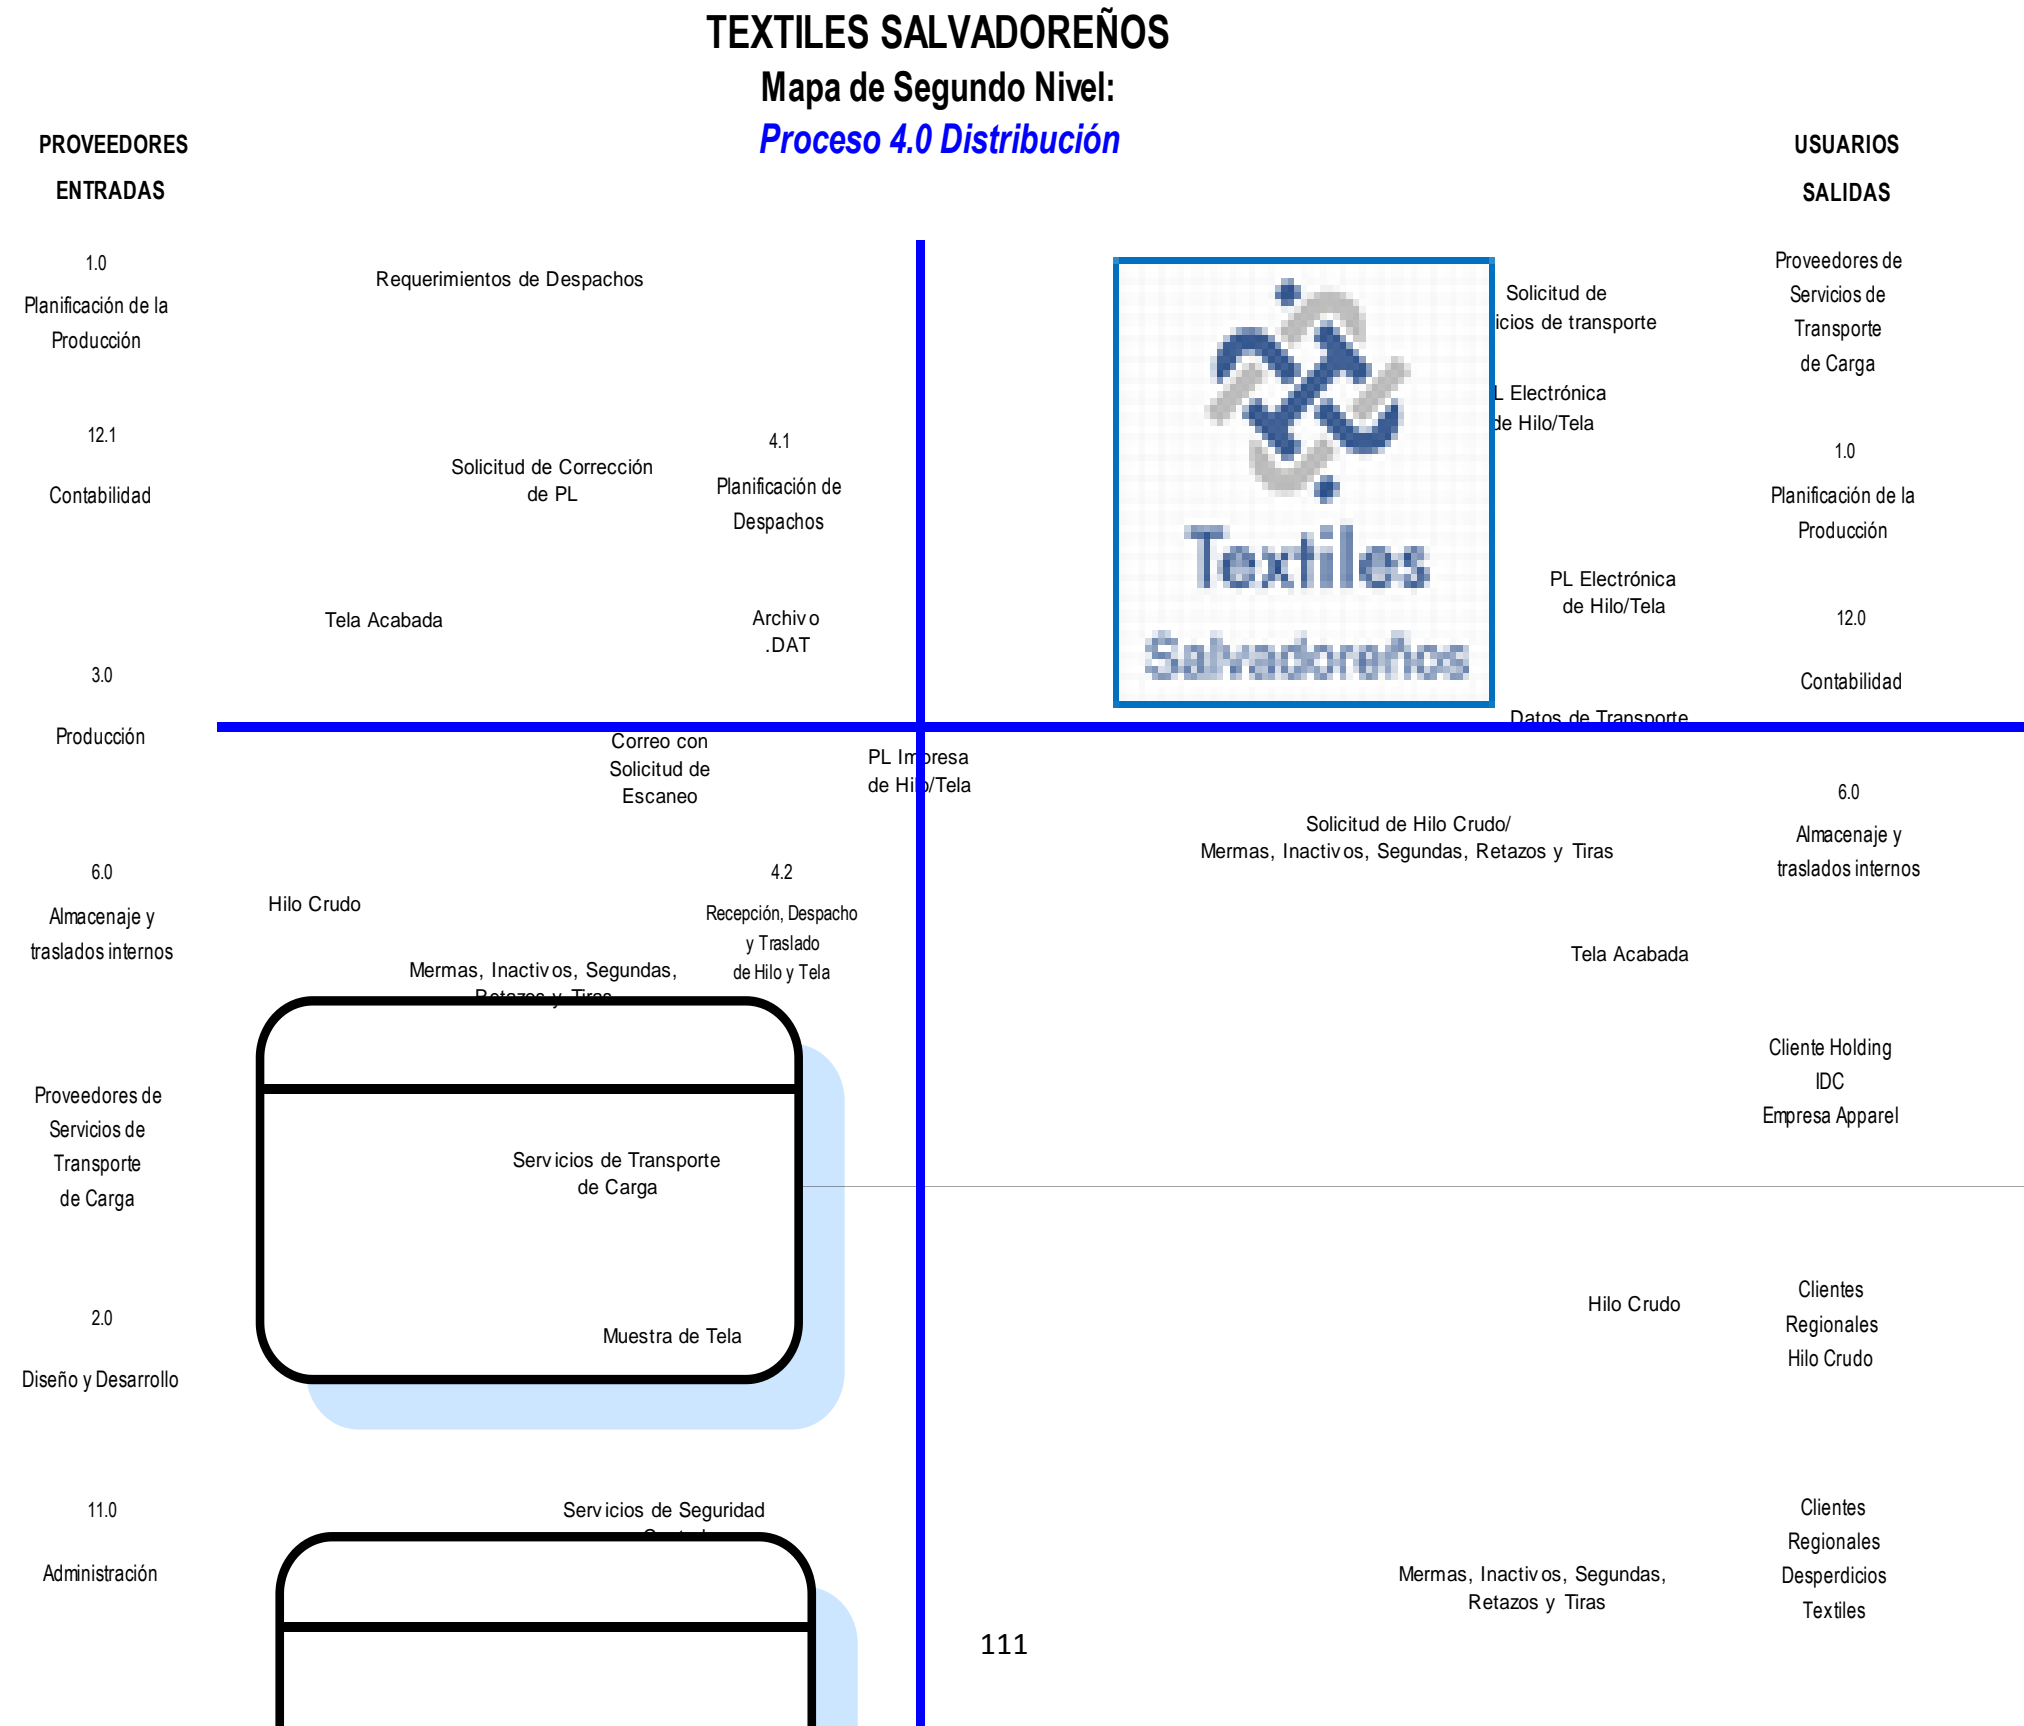 TEXTILES SALVADOREÑOS
Mapa de Segundo Nivel:
Proceso 4.0 Distribución
PROVEEDORES
ENTRADAS
USUARIOS
SALIDAS
1.0
Planificación de la
Producción
12.1
Contabilidad
3.0
Producción
6.0
Almacenaje y
traslados internos
Proveedores de
Servicios de
Transporte
de Carga
2.0
Diseño y Desarrollo
11.0
Administración
Requerimientos de Despachos
Solicitud de Corrección
de PL
4.1
Planificación de
Despachos
Tela Acabada
Archivo
.DAT
Correo con
Solicitud de
Escaneo
PL Impresa
de Hilo/Tela
Hilo Crudo
4.2
Recepción, Despacho
y Traslado
de Hilo y Tela
Mermas, Inactivos, Segundas,
Retazos y Tiras
Servicios de Transporte
de Carga
Muestra de Tela
Servicios de Seguridad
Textiles
Salvadoreños
Solicitud de
icios de transporte
L Electrónica
de Hilo/Tela
PL Electrónica
de Hilo/Tela
Datos de Transporte
Solicitud de Hilo Crudo/
Mermas, Inactivos, Segundas, Retazos y Tiras
Tela Acabada
Hilo Crudo
Mermas, Inactivos, Segundas,
Retazos y Tiras
Proveedores de
Servicios de
Transporte
de Carga
1.0
Planificación de la
Producción
12.0
Contabilidad
6.0
Almacenaje y
traslados internos
Cliente Holding
IDC
Empresa Apparel
Clientes
Regionales
Hilo Crudo
Clientes
Regionales
Desperdicios
Textiles
111